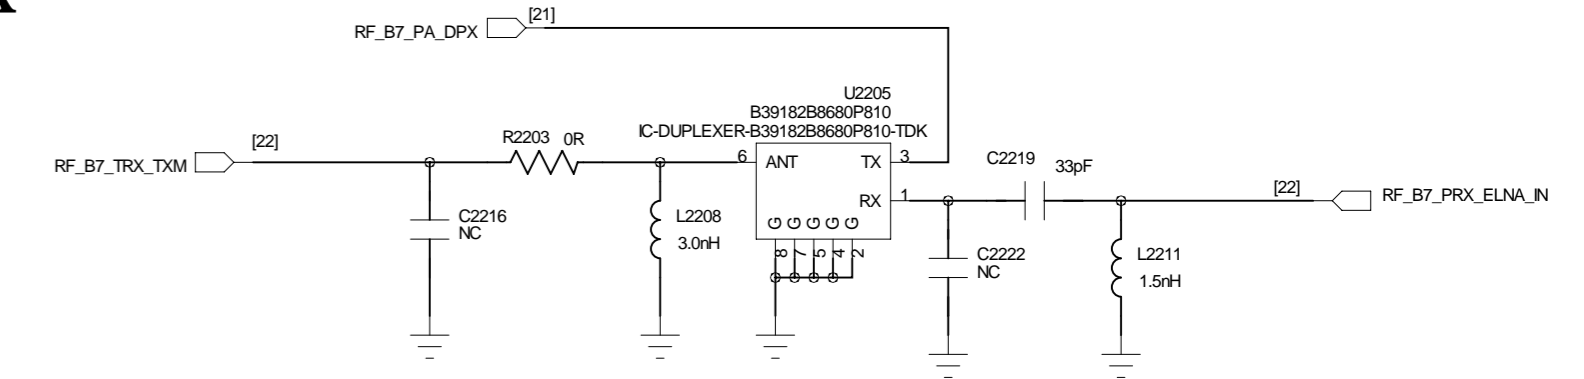 [21]
RF_B7_PA_DPX
U2205
B39182B8680P810
IC-DUPLEXER-B39182B8680P810-TDK
[22]
R2203 0R
RF_B7_TRX_TXM
6 ANT TX 3
C2219 33pF
RX 1
[22]
RF_B7_PRX_ELNA_IN
C2216
NC
L2208
3.0nH
G G G G G
8 7 5 4 2
C2222
NC
L2211
1.5nH